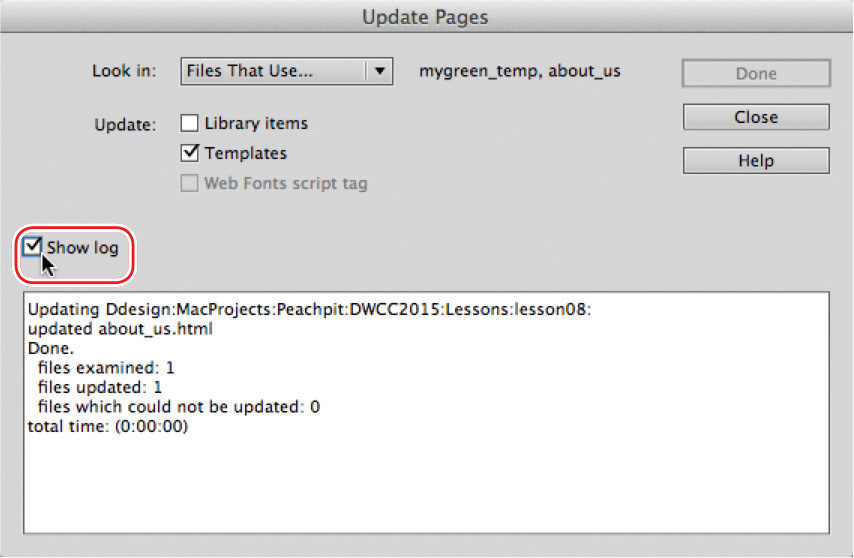 Update Pages
Look in: Files That Use... mygreen_temp, about_us Done
Close
Update: Library items
Templates
Help
Web Fonts script tag
Show log
Updating Ddesign:MacProjects:Peachpit:DWCC2015:Lessons:lesson08:
updated about_us.html
Done.
files examined: 1
files updated: 1
files which could not be updated: 0
total time: (0:00:00)